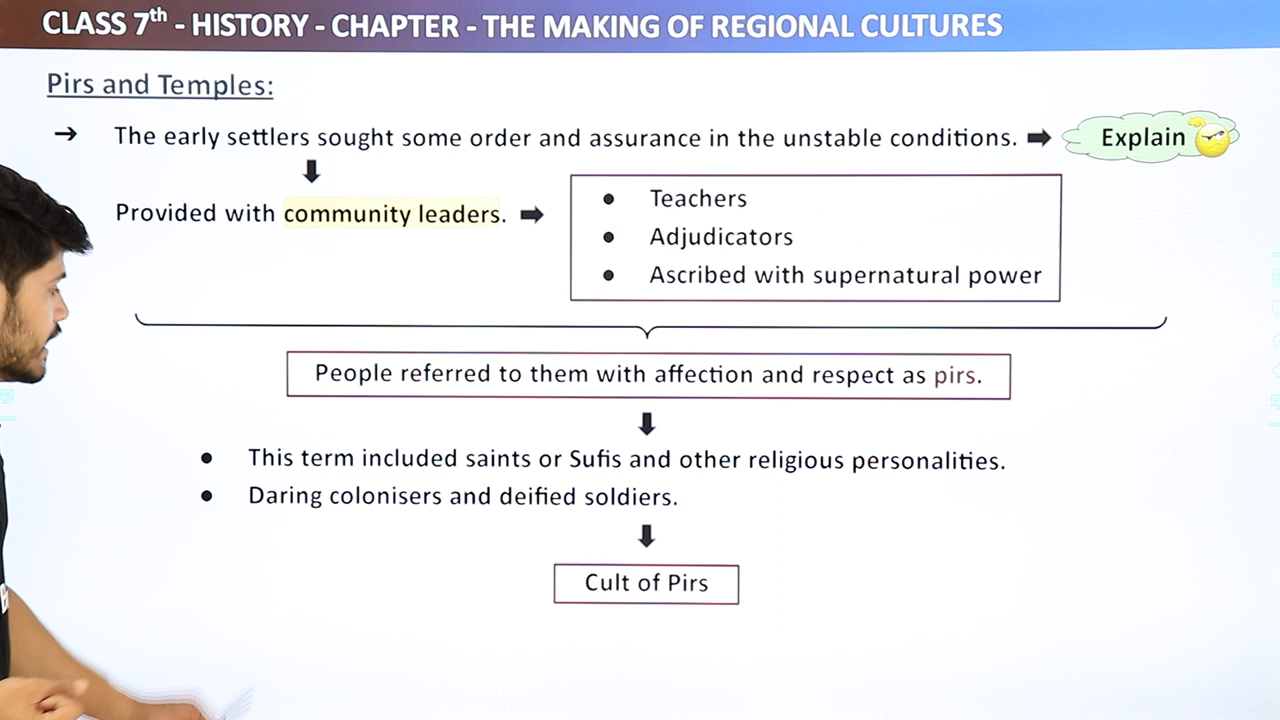 CLASS 7th - HISTORY - CHAPTER - THE MAKING OF REGIONAL CULTURES
Pirs and Temples:
➔ The early settlers sought some order and assurance in the unstable conditions. ➡ Explain
Provided with community leaders. ➡
● Teachers
● Adjudicators
● Ascribed with supernatural power
People referred to them with affection and respect as pirs.
● This term included saints or Sufis and other religious personalities.
● Daring colonisers and deified soldiers.
Cult of Pirs